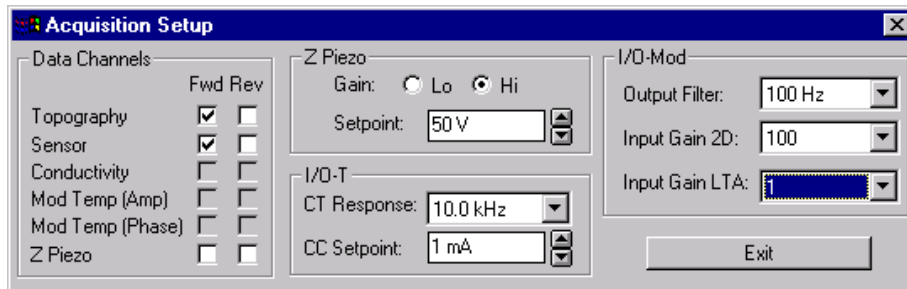 Acquisition Setup
Data Channels
Fwd Rev
Topography
Sensor
Conductivity
Mod Temp (Amp)
Mod Temp (Phase)
Z Piezo
Z Piezo
Gain: Lo Hi
Setpoint: 50 V
I/O-T
CT Response: 10.0 kHz
CC Setpoint: 1 mA
I/O-Mod
Output Filter: 100 Hz
Input Gain 2D: 100
Input Gain LTA: 1
Exit